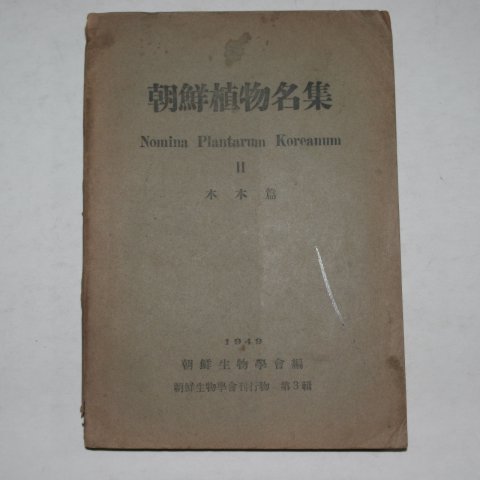 朝鮮植物名集
Nomina Plantarum Koreanum
II
木本篇
1949
朝鮮生物學會編
朝鮮生物學會刊行物 第3輯